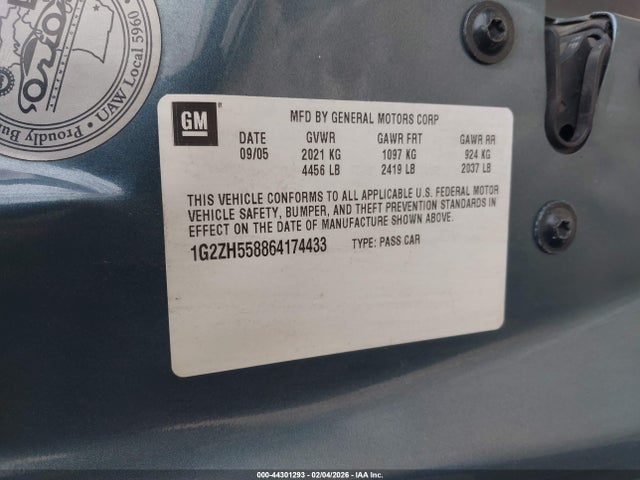 Proudly Bui
UAW Local 5960
GM
MFD BY GENERAL MOTORS CORP
DATE GVWR GAWR FRT GAWR RR
09/05 2021 KG 1097 KG 924 KG
4456 LB 2419 LB 2037 LB
THIS VEHICLE CONFORMS TO ALL APPLICABLE U.S. FEDERAL MOTOR
VEHICLE SAFETY, BUMPER, AND THEFT PREVENTION STANDARDS IN
EFFECT ON THE DATE OF MANUFACTURE SHOWN ABOVE.
1G2ZH558864174433 TYPE: PASS CAR
000-44301293 - 02/04/2026 - IAA Inc.